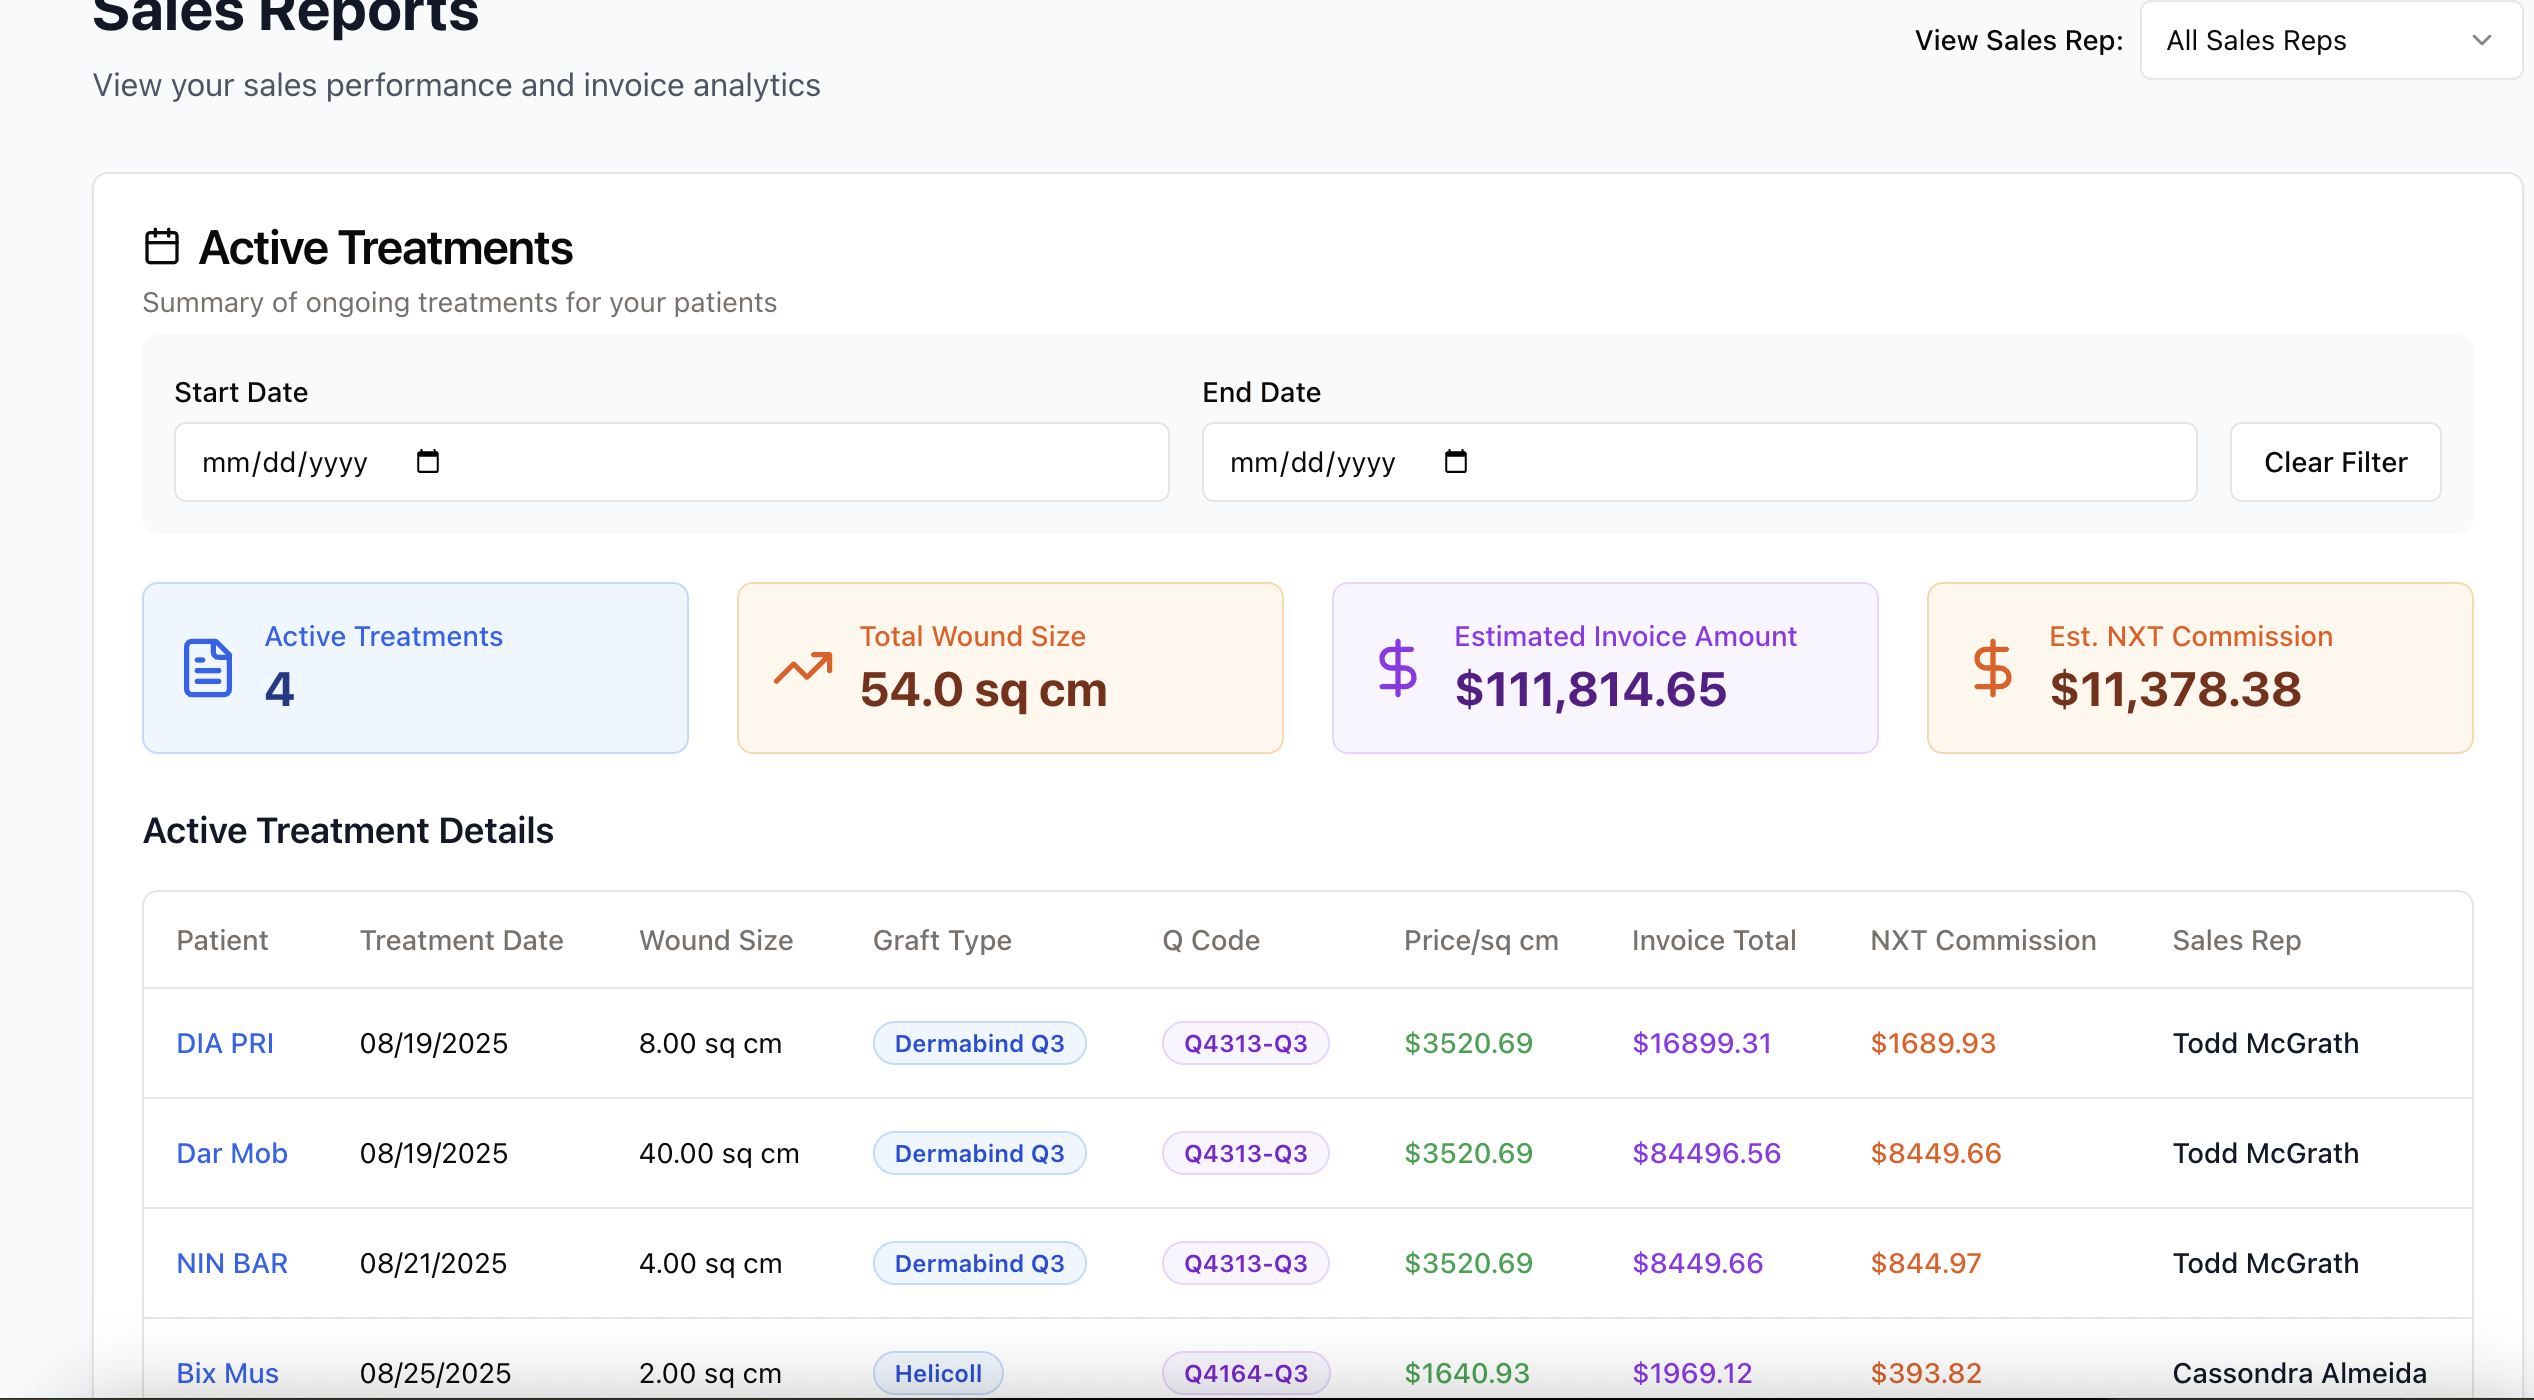 Sales Reports
View your sales performance and invoice analytics
View Sales Rep: All Sales Reps
Active Treatments
Summary of ongoing treatments for your patients
Start Date End Date
mm/dd/yyyy mm/dd/yyyy Clear Filter
Active Treatments Total Wound Size Estimated Invoice Amount Est. NXT Commission
4 54.0 sq cm $111,814.65 $11,378.38
Active Treatment Details
Patient Treatment Date Wound Size Graft Type Q Code Price/sq cm Invoice Total NXT Commission Sales Rep
DIA PRI 08/19/2025 8.00 sq cm Dermabind Q3 Q4313-Q3 $3520.69 $16899.31 $1689.93 Todd McGrath
Dar Mob 08/19/2025 40.00 sq cm Dermabind Q3 Q4313-Q3 $3520.69 $84496.56 $8449.66 Todd McGrath
NIN BAR 08/21/2025 4.00 sq cm Dermabind Q3 Q4313-Q3 $3520.69 $8449.66 $844.97 Todd McGrath
Bix Mus 08/25/2025 2.00 sq cm Helicoll Q4164-Q3 $1640.93 $1969.12 $393.82 Cassondra Almeida